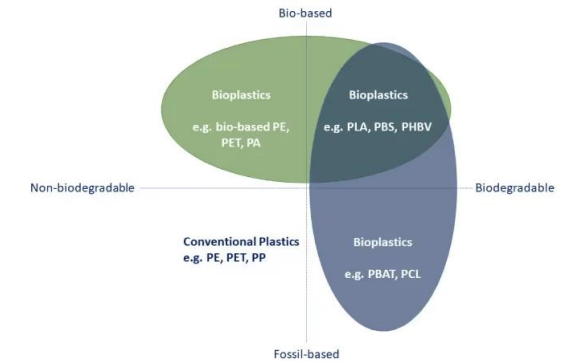 Bio-based
Bioplastics
e.g. bio-based PE,
PET, PA
Bioplastics
e.g. PLA, PBS, PHBV
Non-biodegradable
Biodegradable
Conventional Plastics
e.g. PE, PET, PP
Bioplastics
e.g. PBAT, PCL
Fossil-based